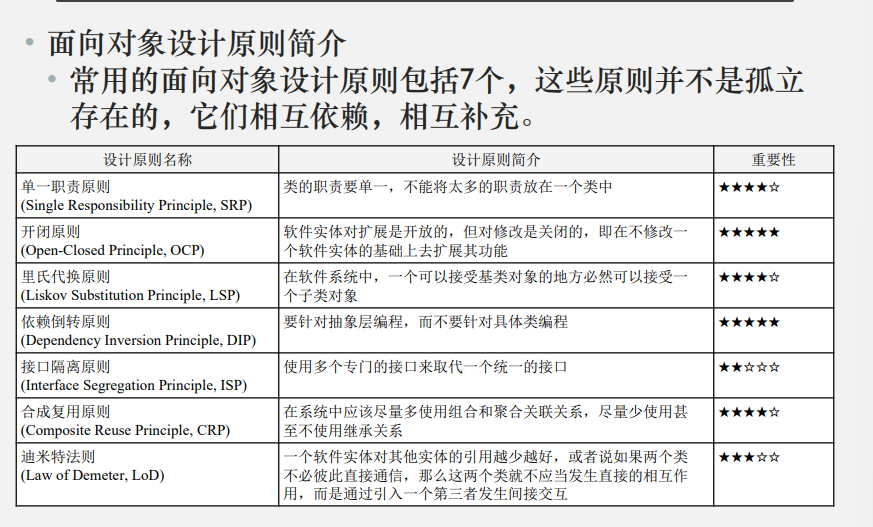 面向对象设计原则简介
常用的面向对象设计原则包括7个，这些原则并不是孤立
存在的，它们相互依赖，相互补充。
设计原则名称 设计原则简介 重要性
单一职责原则
(Single Responsibility Principle, SRP)
类的职责要单一，不能将太多的职责放在一个类中
★★★★☆
开闭原则
(Open-Closed Principle, OCP)
软件实体对扩展是开放的，但对修改是关闭的，即在不修改一
个软件实体的基础上去扩展其功能
★★★★★
里氏代换原则
(Liskov Substitution Principle, LSP)
在软件系统中，一个可以接受基类对象的地方必然可以接受一
个子类对象
★★★★☆
依赖倒转原则
(Dependency Inversion Principle, DIP)
要针对抽象层编程，而不要针对具体类编程
★★★★★
接口隔离原则
(Interface Segregation Principle, ISP)
使用多个专门的接口来取代一个统一的接口
★★☆☆☆
合成复用原则
(Composite Reuse Principle, CRP)
在系统中应该尽量多使用组合和聚合关联关系，尽量少使用甚
至不使用继承关系
★★★★☆
迪米特法则
(Law of Demeter, LoD)
一个软件实体对其他实体的引用越少越好，或者说如果两个类
不必彼此直接通信，那么这两个类就不应当发生直接的相互作
用，而是通过引入一个第三者发生间接交互
★★★☆☆